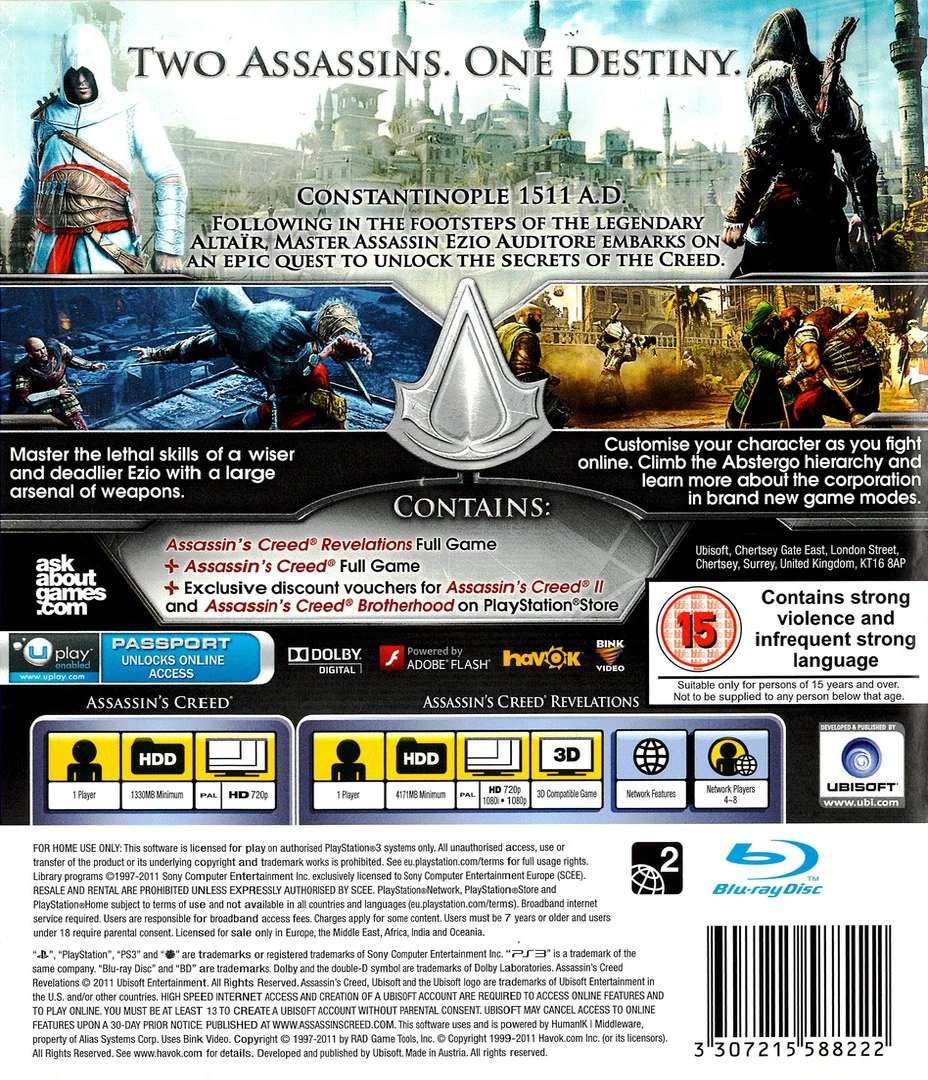 TWO ASSASSINS. ONE DESTINY.
CONSTANTINOPLE 1511 A.D.
FOLLOWING IN THE FOOTSTEPS OF THE LEGENDARY
ALTAÏR, MASTER ASSASSIN EZIO AUDITORE EMBARKS ON
AN EPIC QUEST TO UNLOCK THE SECRETS OF THE CREED.
Master the lethal skills of a wiser
and deadlier Ezio with a large
arsenal of weapons.
Customise your character as you fight
online. Climb the Abstergo hierarchy and
learn more about the corporation
in brand new game modes.
CONTAINS:
Assassin's Creed® Revelations Full Game
+ Assassin's Creed® Full Game
+ Exclusive discount vouchers for Assassin's Creed® II
and Assassin's Creed® Brotherhood on PlayStation®Store
ask
about
games
.com
Ubisoft, Chertsey Gate East, London Street,
Chertsey, Surrey, United Kingdom, KT16 8AP
15
Contains strong
violence and
infrequent strong
language
Suitable only for persons of 15 years and over.
Not to be supplied to any person below that age.
Uplay™
enabled
www.uplay.com
PASSPORT
UNLOCKS ONLINE
ACCESS
DOLBY
DIGITAL
Powered by
ADOBE® FLASH®
havok
BINK
VIDEO
ASSASSIN'S CREED®
ASSASSIN'S CREED® REVELATIONS
1 Player
HDD
1330MB Minimum
PAL HD 720p
1 Player
HDD
4171MB Minimum
PAL HD 720p
1080i • 1080p
3D
3D Compatible Game
Network Features
Network Players
4-8
DEVELOPED & PUBLISHED BY
UBISOFT®
www.ubi.com
FOR HOME USE ONLY: This software is licensed for play on authorised PlayStation®3 systems only. All unauthorised access, use or
transfer of the product or its underlying copyright and trademark works is prohibited. See eu.playstation.com/terms for full usage rights.
Library programs ©1997-2011 Sony Computer Entertainment Inc. exclusively licensed to Sony Computer Entertainment Europe (SCEE).
RESALE AND RENTAL ARE PROHIBITED UNLESS EXPRESSLY AUTHORISED BY SCEE. PlayStation®Network, PlayStation®Store and
PlayStation®Home subject to terms of use and not available in all countries and languages (eu.playstation.com/terms). Broadband internet
service required. Users are responsible for broadband access fees. Charges apply for some content. Users must be 7 years or older and users
under 18 require parental consent. Licensed for sale only in Europe, the Middle East, Africa, India and Oceania.
2
Blu-ray Disc™
“ ”, “PlayStation”, “PS3” and “ ” are trademarks or registered trademarks of Sony Computer Entertainment Inc. “PS3” is a trademark of the
same company. “Blu-ray Disc” and “BD” are trademarks. Dolby and the double-D symbol are trademarks of Dolby Laboratories. Assassin's Creed
Revelations © 2011 Ubisoft Entertainment. All Rights Reserved. Assassin's Creed, Ubisoft and the Ubisoft logo are trademarks of Ubisoft Entertainment in
the U.S. and/or other countries. HIGH SPEED INTERNET ACCESS AND CREATION OF A UBISOFT ACCOUNT ARE REQUIRED TO ACCESS ONLINE FEATURES AND
TO PLAY ONLINE. YOU MUST BE AT LEAST 13 TO CREATE A UBISOFT ACCOUNT WITHOUT PARENTAL CONSENT. UBISOFT MAY CANCEL ACCESS TO ONLINE
FEATURES UPON A 30-DAY PRIOR NOTICE PUBLISHED AT WWW.ASSASSINSCREED.COM. This software uses and is powered by HumanIK | Middleware,
property of Alias Systems Corp. Uses Bink Video. Copyright © 1997-2011 by RAD Game Tools, Inc. © Copyright 1999-2011 Havok.com Inc. (or its licensors).
All Rights Reserved. See www.havok.com for details. Developed and published by Ubisoft. Made in Austria. All rights reserved.
3 307215 588222